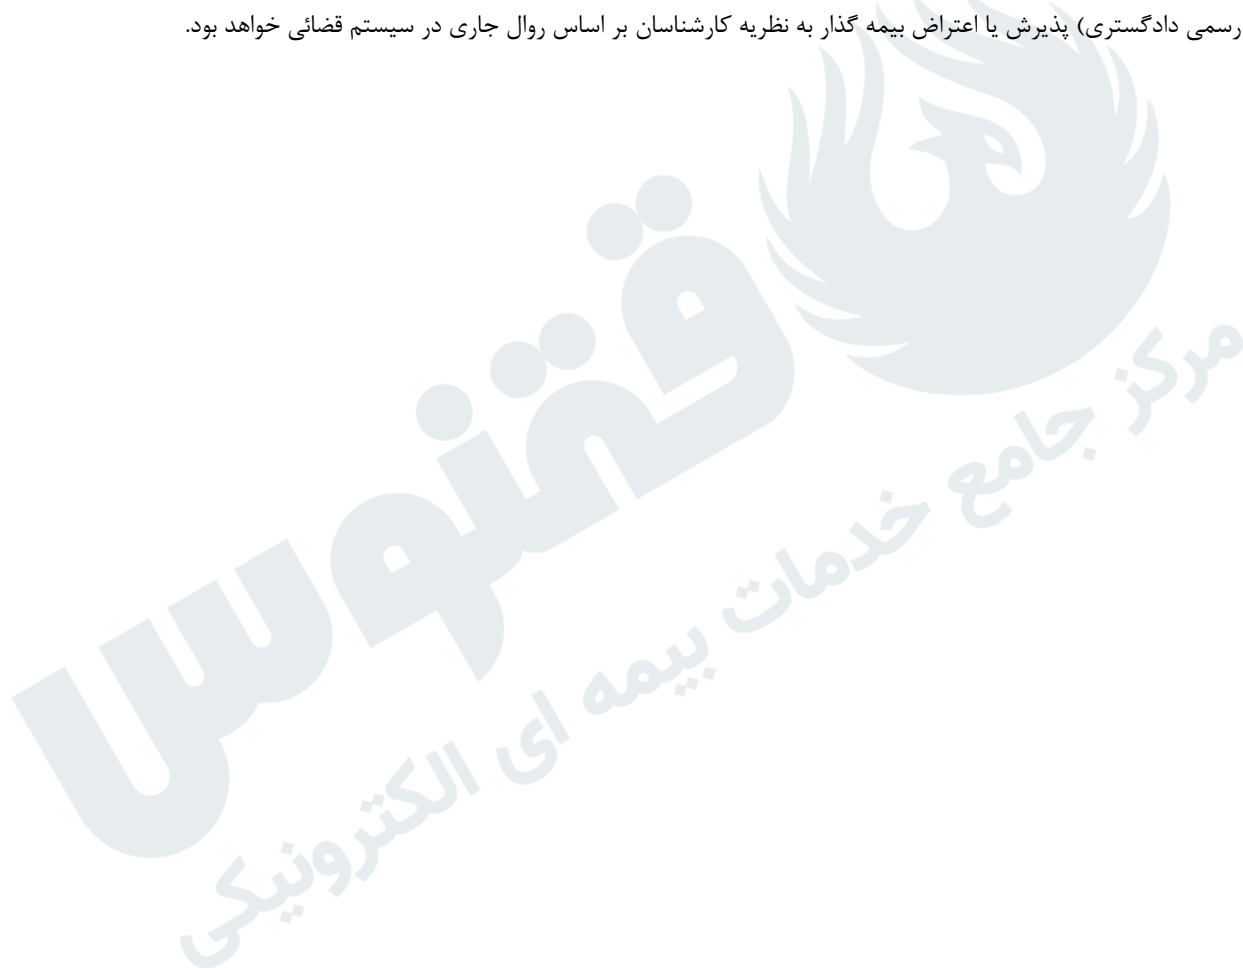 رسمی دادگستری) پذیرش یا اعتراض بیمه گذار به نظریه کارشناسان بر اساس روال جاری در سیستم قضائی خواهد بود.
ققنوس
مرکز جامع خدمات بیمه ای الکترونیکی